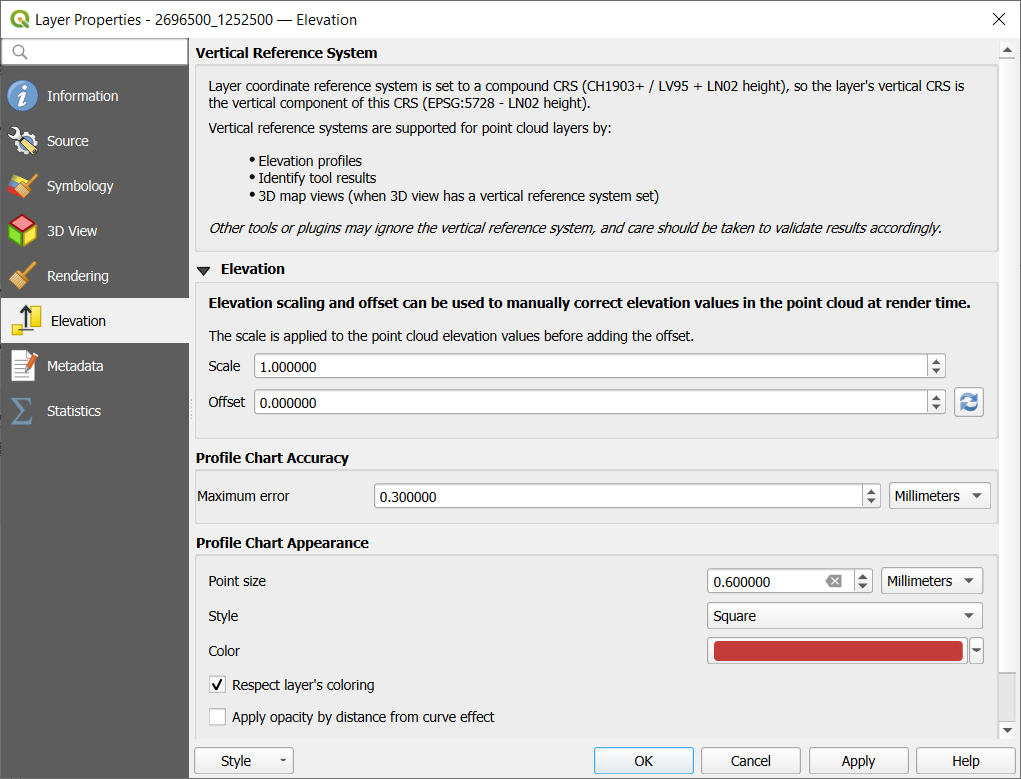 Layer Properties - 2696500_1252500 — Elevation
Information
Source
Symbology
3D View
Rendering
Elevation
Metadata
Statistics
Vertical Reference System
Layer coordinate reference system is set to a compound CRS (CH1903+ / LV95 + LN02 height), so the layer's vertical CRS is
the vertical component of this CRS (EPSG:5728 - LN02 height).
Vertical reference systems are supported for point cloud layers by:
• Elevation profiles
• Identify tool results
• 3D map views (when 3D view has a vertical reference system set)
Other tools or plugins may ignore the vertical reference system, and care should be taken to validate results accordingly.
Elevation
Elevation scaling and offset can be used to manually correct elevation values in the point cloud at render time.
The scale is applied to the point cloud elevation values before adding the offset.
Scale 1.000000
Offset 0.000000
Profile Chart Accuracy
Maximum error 0.300000 Millimeters
Profile Chart Appearance
Point size 0.600000 Millimeters
Style Square
Color
Respect layer's coloring
Apply opacity by distance from curve effect
Style OK Cancel Apply Help